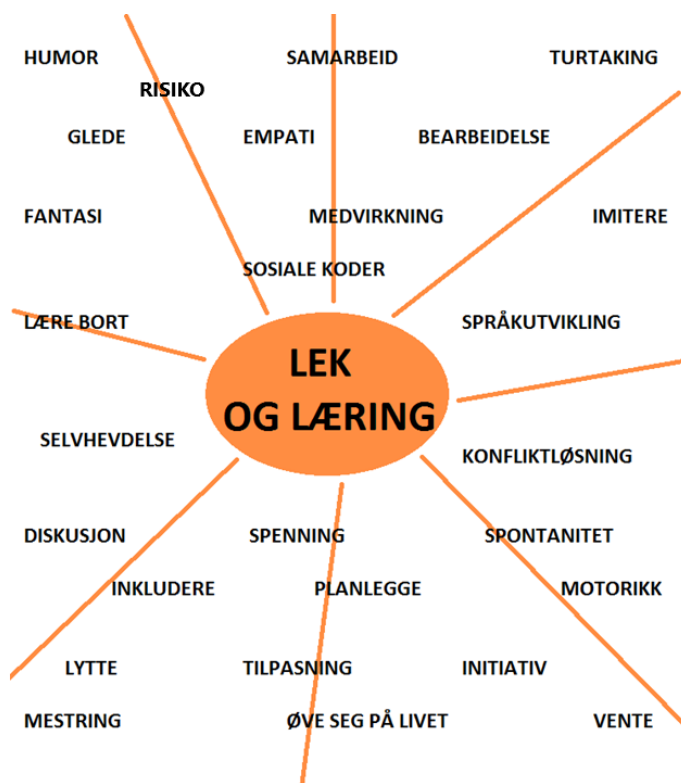 HUMOR
SAMARBEID
TURTAKING
RISIKO
GLEDE
EMPATI
BEARBEIDELSE
FANTASI
MEDVIRKNING
IMITERE
SOSIALE KODER
LÆRE BORT
SPRÅKUTVIKLING
LEK
OG LÆRING
SELVHEVDELSE
KONFLIKTLØSNING
DISKUSJON
SPENNING
SPONTANITET
INKLUDERE
PLANLEGGE
MOTORIKK
LYTTE
TILPASNING
INITIATIV
MESTRING
ØVE SEG PÅ LIVET
VENTE